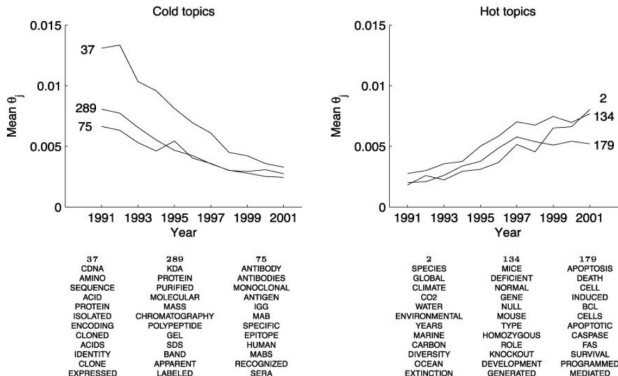 Cold topics
0.015
0.01
0.005
0
Mean θj
37
289
75
1991 1993 1995 1997 1999 2001
Year
Hot topics
0.015
0.01
0.005
0
Mean θj
2
134
179
1991 1993 1995 1997 1999 2001
Year
37
CDNA
AMINO
SEQUENCE
ACID
PROTEIN
ISOLATED
ENCODING
CLONED
ACIDS
IDENTITY
CLONE
EXPRESSED
289
KDA
PROTEIN
PURIFIED
MOLECULAR
MASS
CHROMATOGRAPHY
POLYPEPTIDE
GEL
SDS
BAND
APPARENT
LABELED
75
ANTIBODY
ANTIBODIES
MONOCLONAL
ANTIGEN
IGG
MAB
SPECIFIC
EPITOPE
HUMAN
MABS
RECOGNIZED
SERA
2
SPECIES
GLOBAL
CLIMATE
CO2
WATER
ENVIRONMENTAL
YEARS
MARINE
CARBON
DIVERSITY
OCEAN
EXTINCTION
134
MICE
DEFICIENT
NORMAL
GENE
NULL
MOUSE
TYPE
HOMOZYGOUS
ROLE
KNOCKOUT
DEVELOPMENT
GENERATED
179
APOPTOSIS
DEATH
CELL
INDUCED
BCL
CELLS
APOPTOTIC
CASPASE
FAS
SURVIVAL
PROGRAMMED
MEDIATED